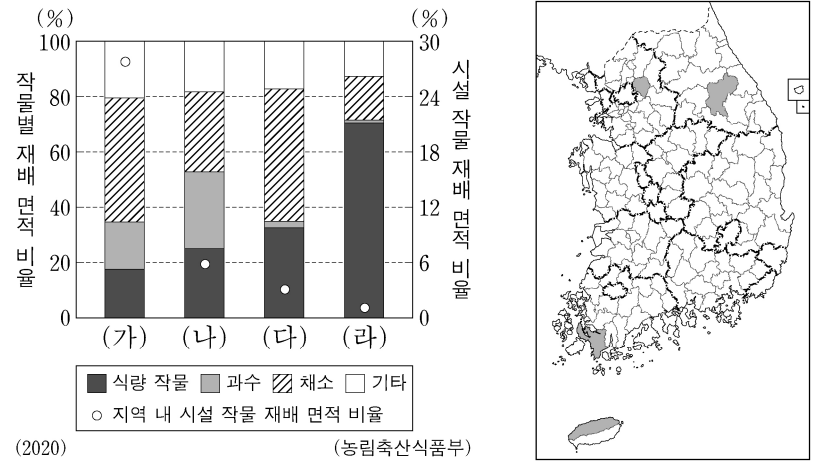 (%)
(%)
100
80
60
40
20
0
작물별 재배 면적 비율
30
24
18
12
6
0
시설 작물 재배 면적 비율
(가) (나) (다) (라)
식량 작물 과수 채소 기타
지역 내 시설 작물 재배 면적 비율
(2020) (농림축산식품부)